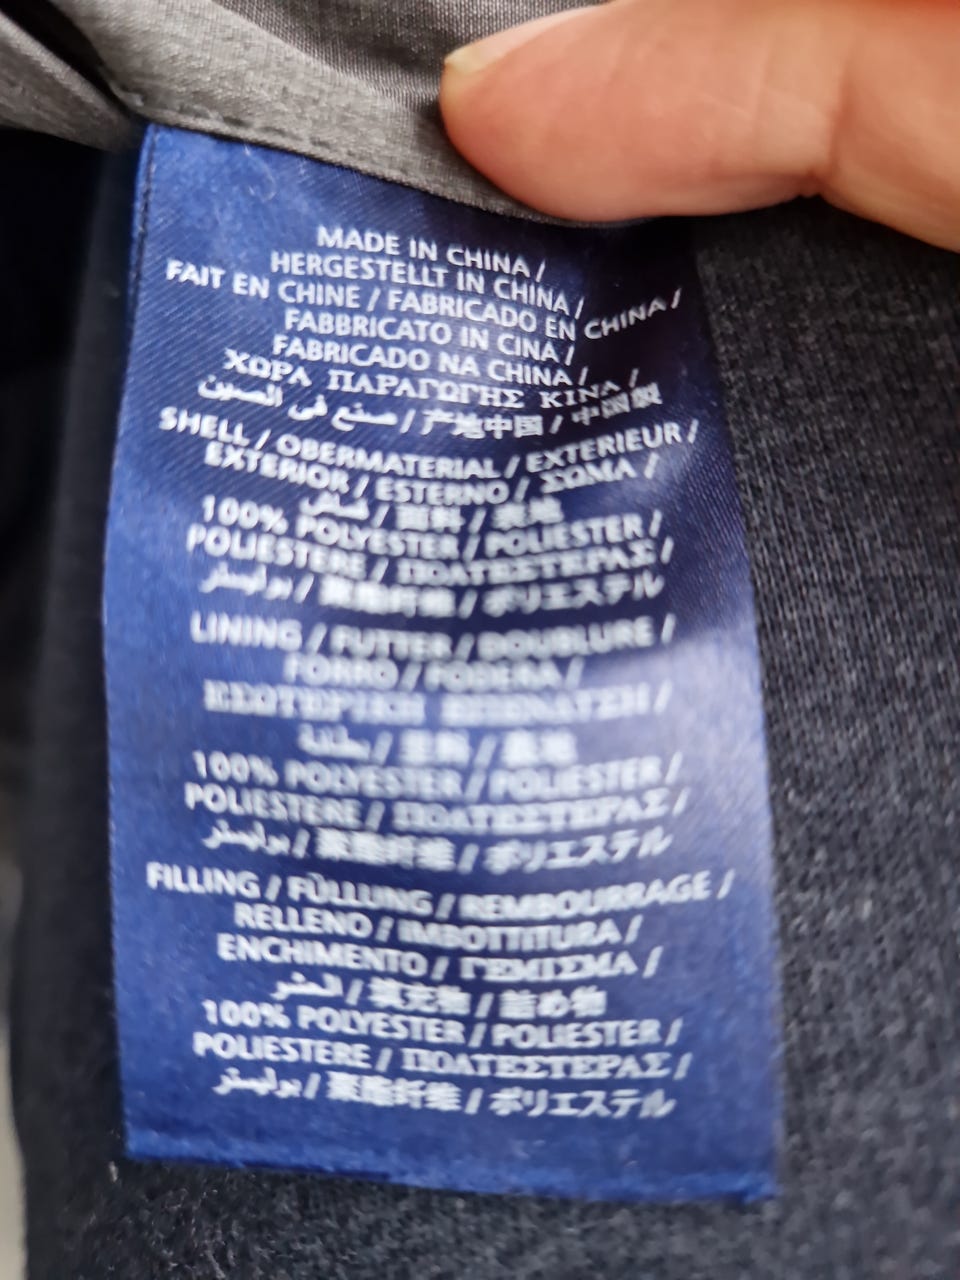 MADE IN CHINA /
HERGESTELLT IN CHINA /
FAIT EN CHINE / FABRICADO EN CHINA /
FABBRICATO IN CINA /
FABRICADO NA CHINA /
ΧΩΡΑ ΠΑΡΑΓΩΓΗΣ ΚΙΝΑ /
صنع في الصين / 产地中国 / 中国製
SHELL / OBERMATERIAL / EXTERIEUR /
EXTERIOR / ESTERNO / ΣΩΜΑ /
قماش / 面料 / 表地
100% POLYESTER / POLIÉSTER /
POLIESTERE / ΠΟΛΥΕΣΤΕΡΑΣ /
بوليستر / 聚酯纤维 / ポリエステル
LINING / FUTTER / DOUBLURE /
FORRO / FODERA /
ΕΣΩΤΕΡΙΚΗ ΕΠΕΝΔΥΣΗ /
بطانة / 里料 / 裏地
100% POLYESTER / POLIÉSTER /
POLIESTERE / ΠΟΛΥΕΣΤΕΡΑΣ /
بوليستر / 聚酯纤维 / ポリエステル
FILLING / FÜLLUNG / REMBOURRAGE /
RELLENO / IMBOTTITURA /
ENCHIMENTO / ΓΕΜΙΣΜΑ /
الحشو / 填充物 / 詰め物
100% POLYESTER / POLIÉSTER /
POLIESTERE / ΠΟΛΥΕΣΤΕΡΑΣ /
بوليستر / 聚酯纤维 / ポリエステル